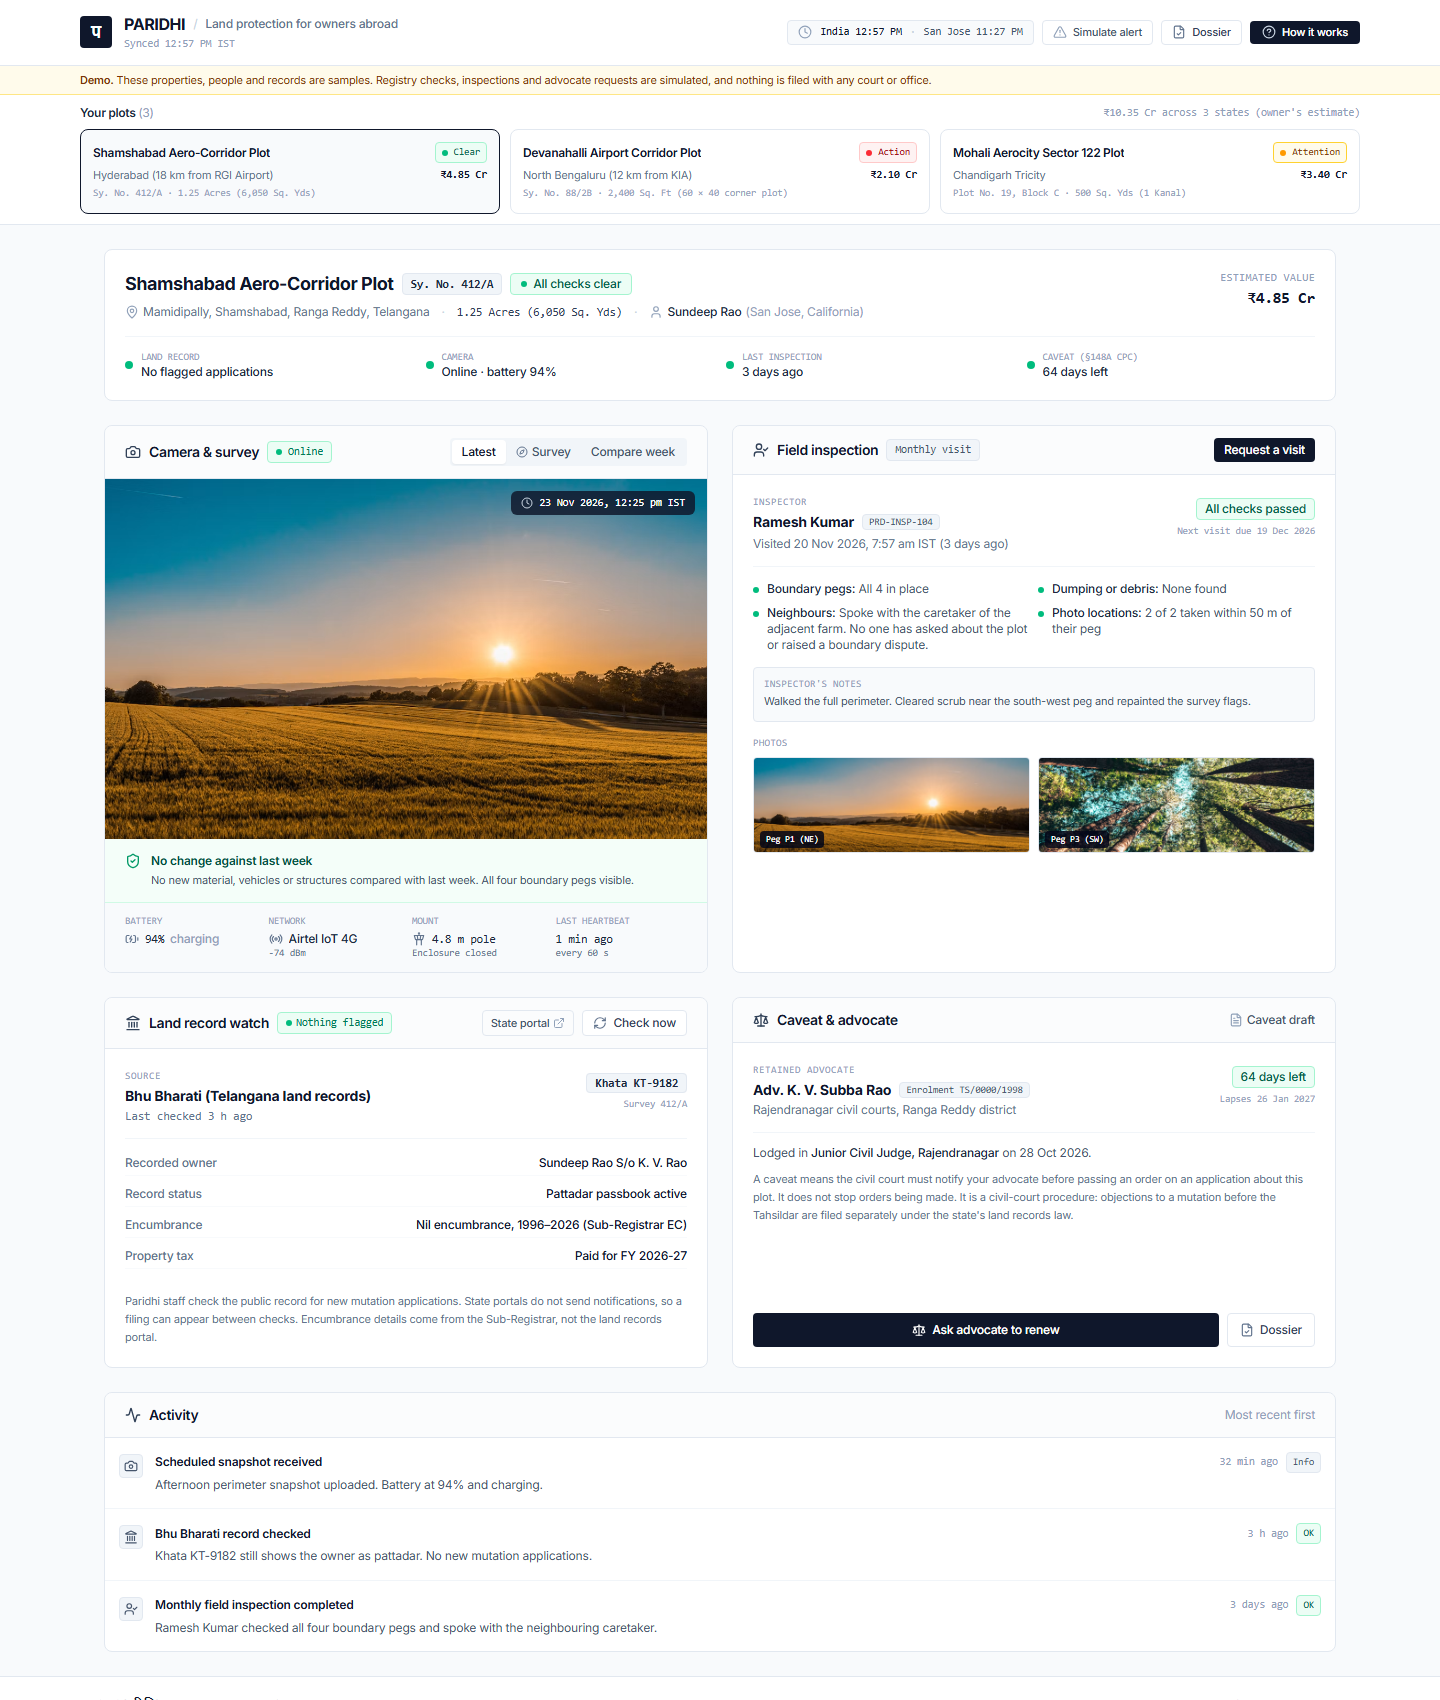 प
PARIDHI / Land protection for owners abroad
Synced 12:57 PM IST
India 12:57 PM · San Jose 11:27 PM
Simulate alert
Dossier
How it works
Demo. These properties, people and records are samples. Registry checks, inspections and advocate requests are simulated, and nothing is filed with any court or office.
Your plots (3)
₹10.35 Cr across 3 states (owner's estimate)
Shamshabad Aero-Corridor Plot
Clear
Hyderabad (18 km from RGI Airport)
₹4.85 Cr
Sy. No. 412/A · 1.25 Acres (6,050 Sq. Yds)
Devanahalli Airport Corridor Plot
Action
North Bengaluru (12 km from KIA)
₹2.10 Cr
Sy. No. 88/2B · 2,400 Sq. Ft (60 × 40 corner plot)
Mohali Aerocity Sector 122 Plot
Attention
Chandigarh Tricity
₹3.40 Cr
Plot No. 19, Block C · 500 Sq. Yds (1 Kanal)
Shamshabad Aero-Corridor Plot
Sy. No. 412/A
All checks clear
ESTIMATED VALUE
₹4.85 Cr
Mamidipally, Shamshabad, Ranga Reddy, Telangana · 1.25 Acres (6,050 Sq. Yds) · Sundeep Rao (San Jose, California)
LAND RECORD
No flagged applications
CAMERA
Online · battery 94%
LAST INSPECTION
3 days ago
CAVEAT (§148A CPC)
64 days left
Camera & survey
Online
Latest
Survey
Compare week
23 Nov 2026, 12:25 pm IST
No change against last week
No new material, vehicles or structures compared with last week. All four boundary pegs visible.
BATTERY
94% charging
NETWORK
Airtel IoT 4G
-74 dBm
MOUNT
4.8 m pole
Enclosure closed
LAST HEARTBEAT
1 min ago
every 60 s
Field inspection
Monthly visit
Request a visit
INSPECTOR
Ramesh Kumar
PRD-INSP-104
Visited 20 Nov 2026, 7:57 am IST (3 days ago)
All checks passed
Next visit due 19 Dec 2026
Boundary pegs: All 4 in place
Dumping or debris: None found
Neighbours: Spoke with the caretaker of the
adjacent farm. No one has asked about the plot
or raised a boundary dispute.
Photo locations: 2 of 2 taken within 50 m of
their peg
INSPECTOR'S NOTES
Walked the full perimeter. Cleared scrub near the south-west peg and repainted the survey flags.
PHOTOS
Peg P1 (NE)
Peg P3 (SW)
Land record watch
Nothing flagged
State portal
Check now
SOURCE
Bhu Bharati (Telangana land records)
Last checked 3 h ago
Khata KT-9182
Survey 412/A
Recorded owner
Sundeep Rao S/o K. V. Rao
Record status
Pattadar passbook active
Encumbrance
Nil encumbrance, 1996–2026 (Sub-Registrar EC)
Property tax
Paid for FY 2026-27
Paridhi staff check the public record for new mutation applications. State portals do not send notifications, so a
filing can appear between checks. Encumbrance details come from the Sub-Registrar, not the land records
portal.
Caveat & advocate
Caveat draft
RETAINED ADVOCATE
Adv. K. V. Subba Rao
Enrolment TS/0000/1998
Rajendranagar civil courts, Ranga Reddy district
64 days left
Lapses 26 Jan 2027
Lodged in Junior Civil Judge, Rajendranagar on 28 Oct 2026.
A caveat means the civil court must notify your advocate before passing an order on an application about this
plot. It does not stop orders being made. It is a civil-court procedure: objections to a mutation before the
Tahsildar are filed separately under the state's land records law.
Ask advocate to renew
Dossier
Activity
Most recent first
Scheduled snapshot received
32 min ago
Info
Afternoon perimeter snapshot uploaded. Battery at 94% and charging.
Bhu Bharati record checked
3 h ago
OK
Khata KT-9182 still shows the owner as pattadar. No new mutation applications.
Monthly field inspection completed
3 days ago
OK
Ramesh Kumar checked all four boundary pegs and spoke with the neighbouring caretaker.